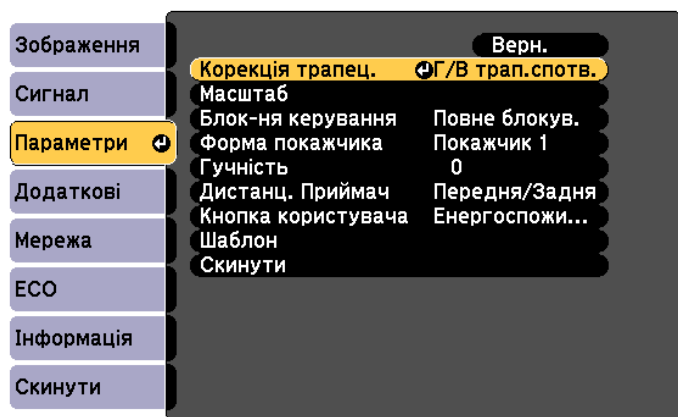 Зображення
Сигнал
Параметри
Додаткові
Мережа
ECO
Інформація
Скинути
Верн.
Корекція трапец. Г/В трап.спотв.
Масштаб
Блок-ня керування Повне блокув.
Форма покажчика Покажчик 1
Гучність 0
Дистанц. Приймач Передня/Задня
Кнопка користувача Енергоспожи...
Шаблон
Скинути